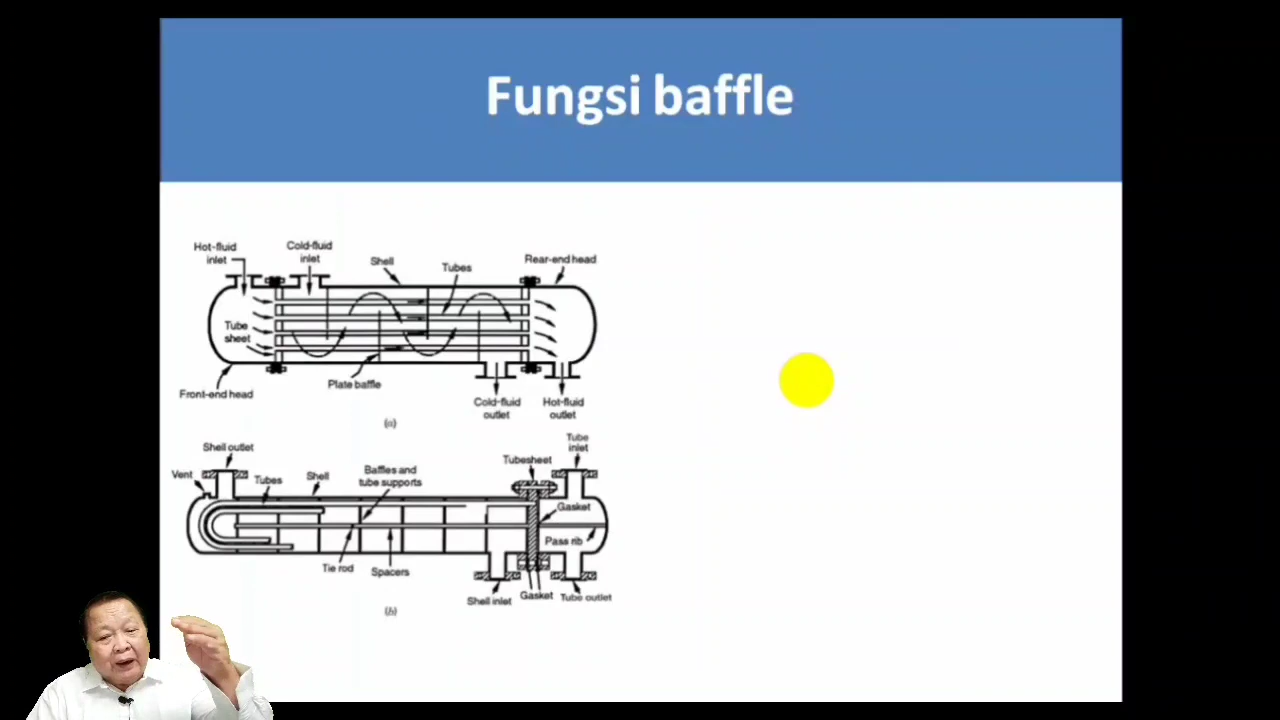 Fungsi baffle
Hot-fluid
inlet
Cold-fluid
inlet
Shell
Tubes
Rear-end head
Tube
sheet
Plate baffle
Front-end head
Cold-fluid
outlet
Hot-fluid
outlet
(a)
Shell outlet
Vent
Tubes
Shell
Baffles and
tube supports
Tubesheet
Tube
inlet
Gasket
Pass rib
Tie rod
Spacers
Shell inlet
Gasket
Tube outlet
(b)